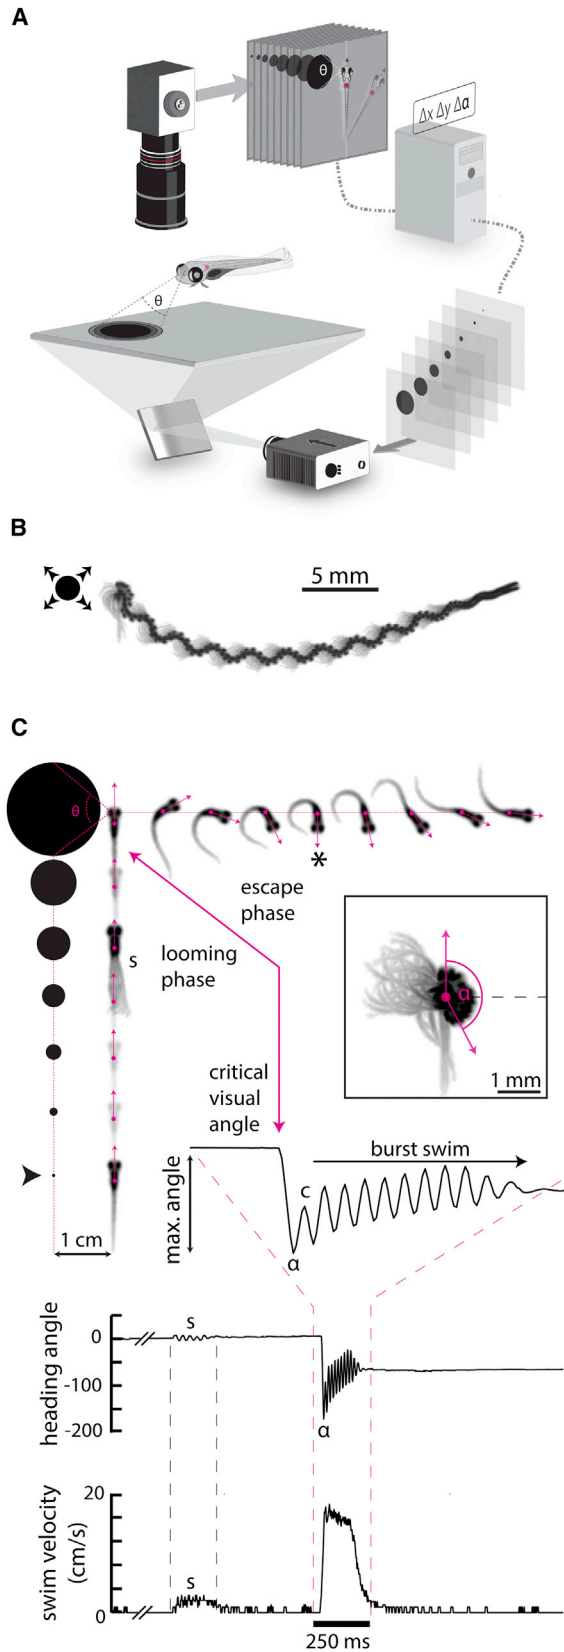 A
θ
Δx Δy Δα
θ
B
5 mm
C
θ
*
escape
phase
s
looming
phase
α
1 mm
critical
visual
angle
burst swim
max. angle
c
1 cm
α
heading angle
0
-100
-200
s
α
swim velocity
(cm/s)
20
0
s
250 ms